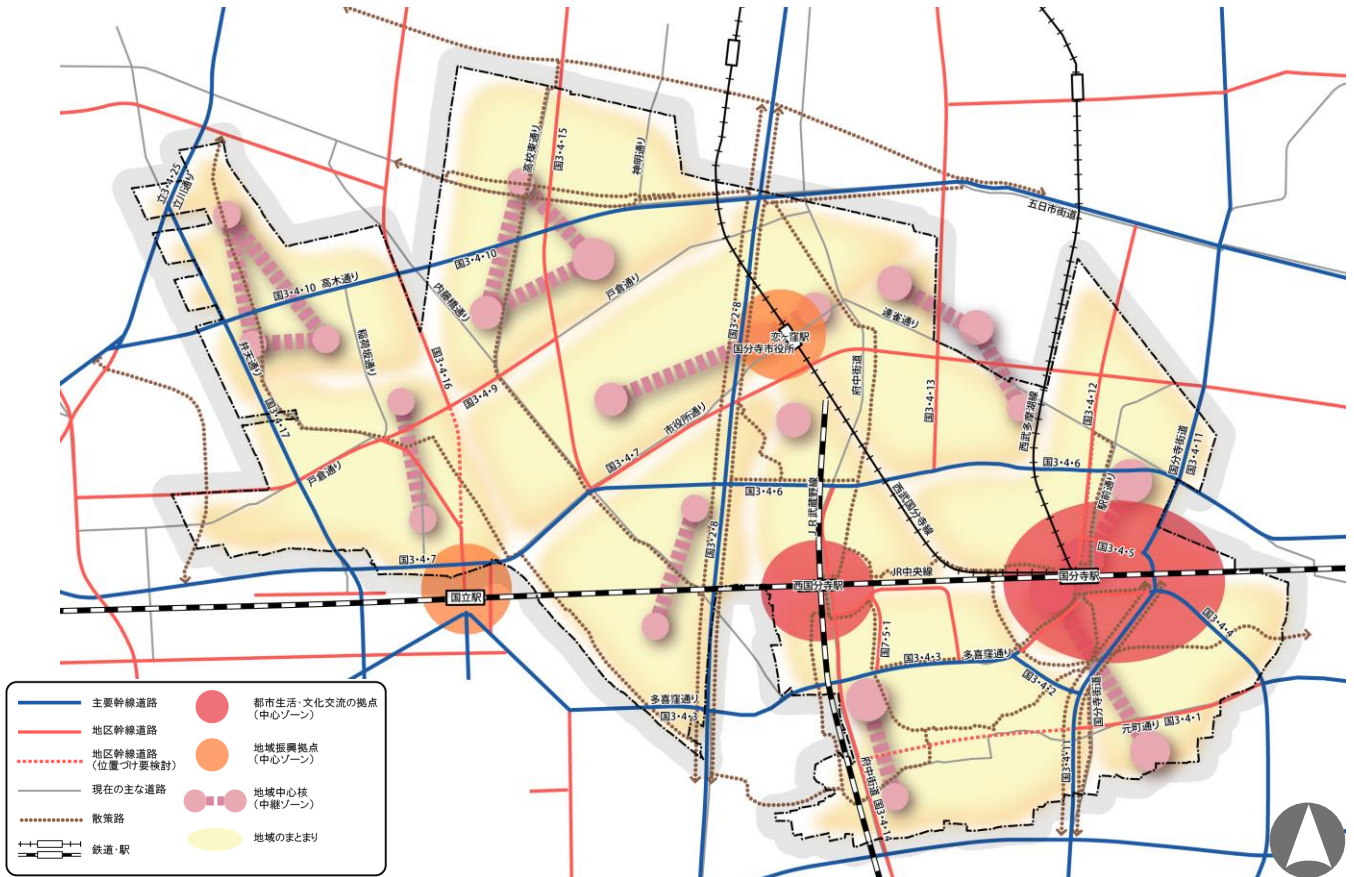 国3・4・15
高校東通り
神明通り
立3・4・25
立川通り
五日市街道
国3・4・10
国3・4・10 高木通り
内藤橋通り
戸倉通り
国3・2・8
連雀通り
恋ヶ窪駅
国分寺市役所
稲荷坂通り
弁天通り
国3・4・16
国3・4・9
府中街道
国3・4・13
西武多摩湖線
国3・4・12
国3・4・17
市役所通り
国3・4・7
国分寺街道
国3・4・11
戸倉通り
国3・4・6
国3・4・6
JR武蔵野線
西武国分寺線
駅前通り
国3・2・8
国3・4・5
国3・4・7
JR中央線
国分寺駅
西国分寺駅
国立駅
国3・4・4
国7・5・1
国3・4・3
多喜窪通り
国3・4・2
多喜窪通り
国3・4・3
国分寺街道
元町通り 国3・4・1
国3・4・11
府中街道 国3・4・14
主要幹線道路
地区幹線道路
地区幹線道路
(位置づけ要検討)
現在の主な道路
散策路
鉄道・駅
都市生活・文化交流の拠点
(中心ゾーン)
地域振興拠点
(中心ゾーン)
地域中心核
(中継ゾーン)
地域のまとまり